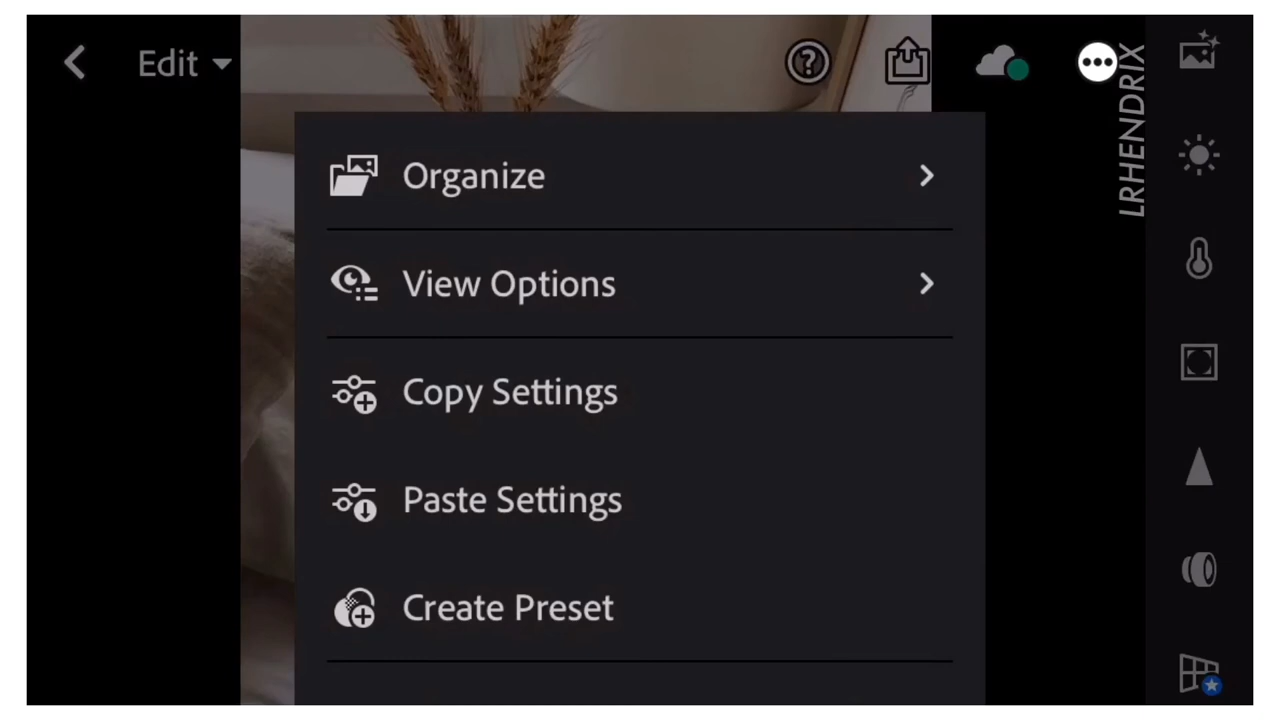 Edit
LRHENDRIX
Organize
View Options
Copy Settings
Paste Settings
Create Preset